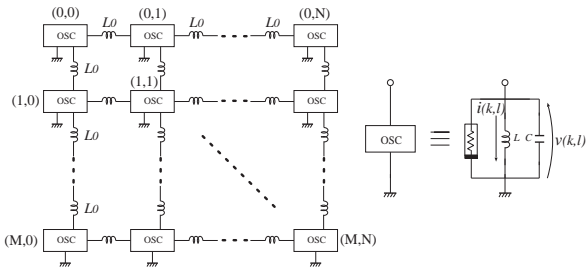 (0,0) (0,1) (0,N)
L0 L0 L0
OSC OSC OSC
L0
(1,1)
(1,0) OSC OSC OSC
i(k,l)
L0
OSC L C v(k,l)
L0
(M,0) OSC OSC OSC (M,N)